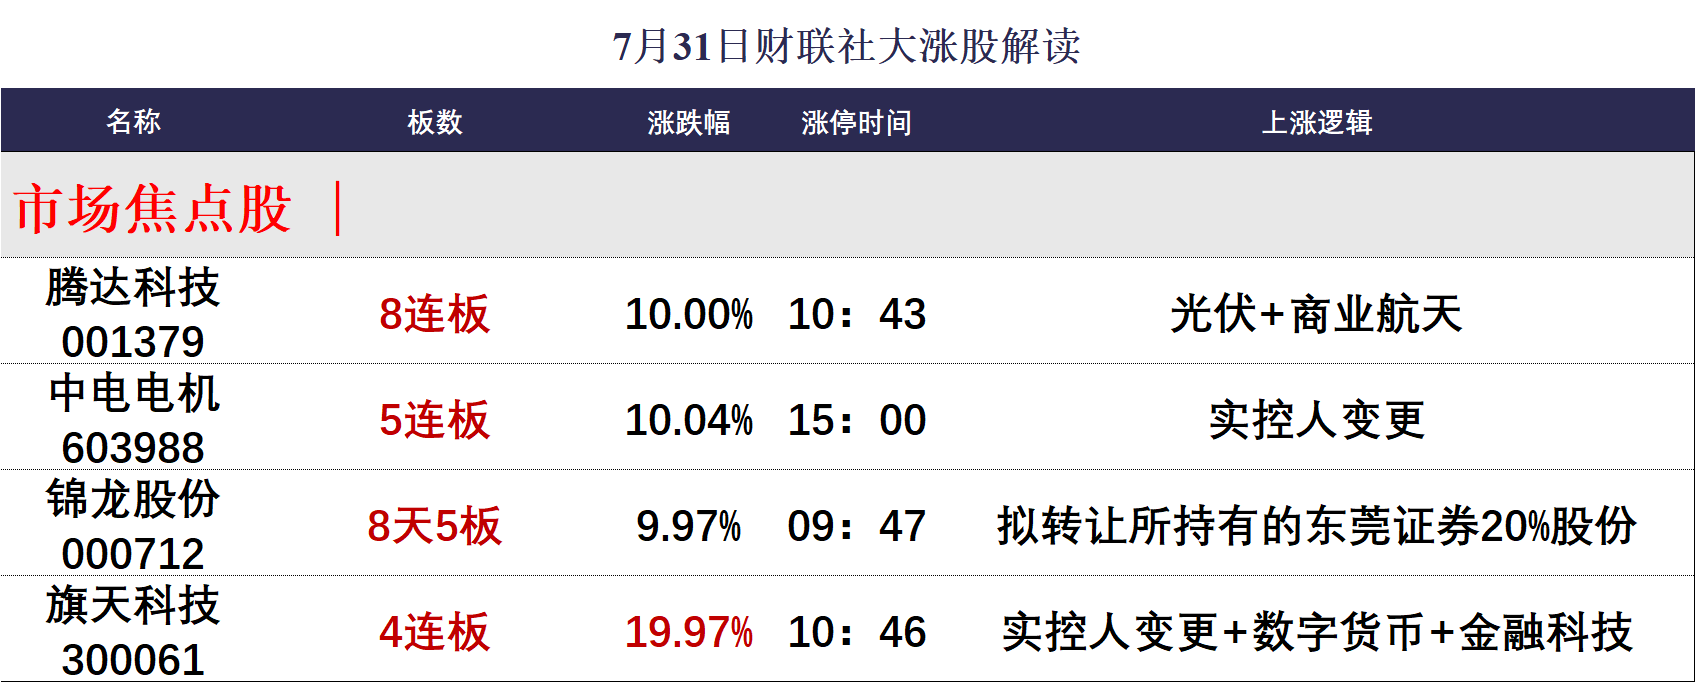 7月31日财联社大涨股解读
名称 板数 涨跌幅 涨停时间 上涨逻辑
市场焦点股 |
腾达科技
001379 8连板 10.00% 10：43 光伏+商业航天
中电电机
603988 5连板 10.04% 15：00 实控人变更
锦龙股份
000712 8天5板 9.97% 09：47 拟转让所持有的东莞证券20%股份
旗天科技
300061 4连板 19.97% 10：46 实控人变更+数字货币+金融科技